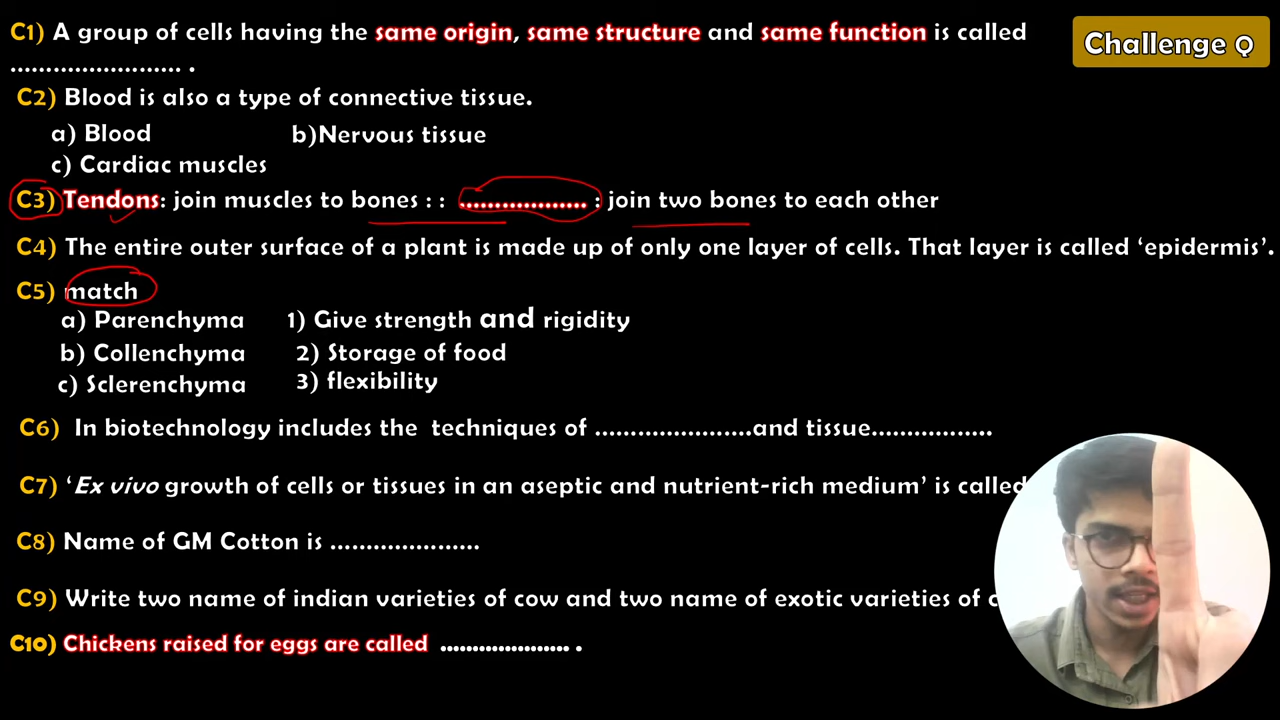 C1) A group of cells having the same origin, same structure and same function is called
........................ .
Challenge Q
C2) Blood is also a type of connective tissue.
a) Blood b)Nervous tissue
c) Cardiac muscles
C3) Tendons: join muscles to bones : : .................. : join two bones to each other
C4) The entire outer surface of a plant is made up of only one layer of cells. That layer is called ‘epidermis’.
C5) match
a) Parenchyma 1) Give strength and rigidity
b) Collenchyma 2) Storage of food
c) Sclerenchyma 3) flexibility
C6) In biotechnology includes the techniques of ......................and tissue.................
C7) ‘Ex vivo growth of cells or tissues in an aseptic and nutrient-rich medium’ is called
C8) Name of GM Cotton is .....................
C9) Write two name of indian varieties of cow and two name of exotic varieties of
C10) Chickens raised for eggs are called .................... .